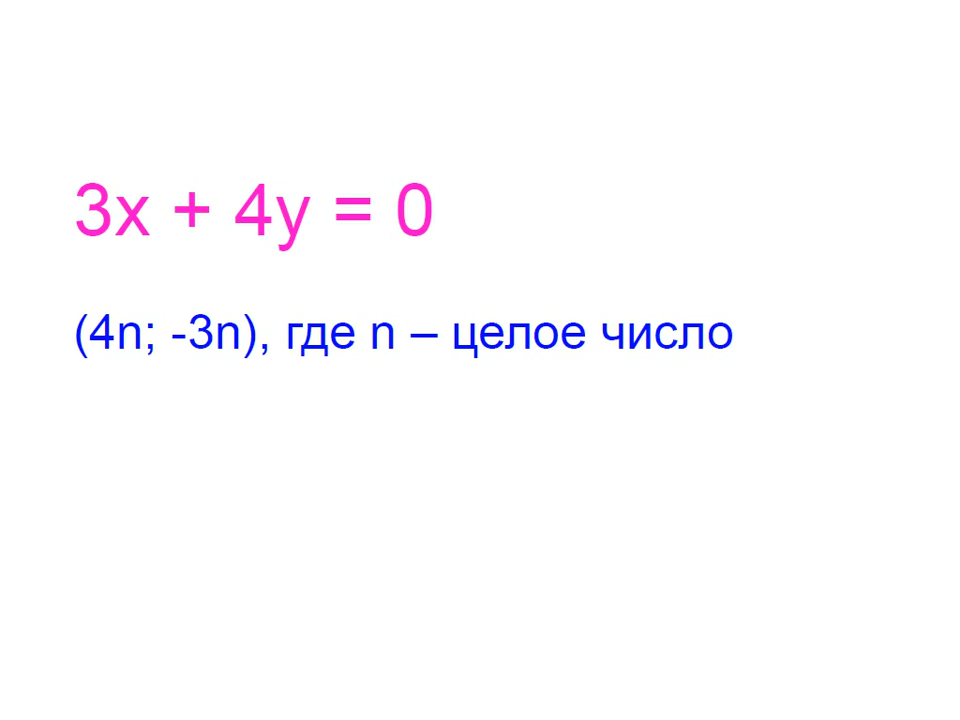 3x + 4y = 0
(4n; -3n), где n – целое число